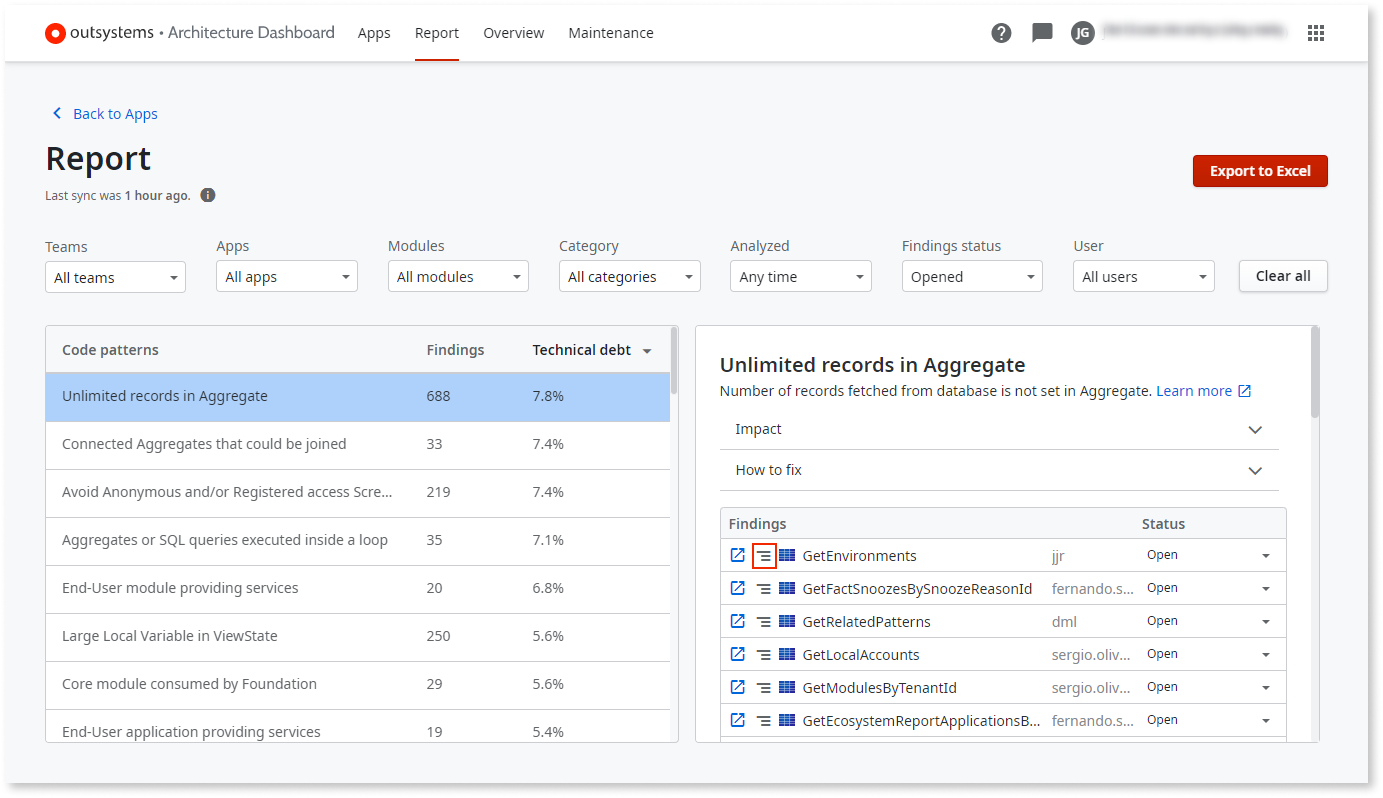 outsystems • Architecture Dashboard Apps Report Overview Maintenance JG
Back to Apps
Report
Export to Excel
Last sync was 1 hour ago.
Teams Apps Modules Category Analyzed Findings status User
All teams All apps All modules All categories Any time Opened All users Clear all
Code patterns Findings Technical debt
Unlimited records in Aggregate 688 7.8%
Connected Aggregates that could be joined 33 7.4%
Avoid Anonymous and/or Registered access Scre... 219 7.4%
Aggregates or SQL queries executed inside a loop 35 7.1%
End-User module providing services 20 6.8%
Large Local Variable in ViewState 250 5.6%
Core module consumed by Foundation 29 5.6%
End-User application providing services 19 5.4%
Unlimited records in Aggregate
Number of records fetched from database is not set in Aggregate. Learn more
Impact
How to fix
Findings Status
GetEnvironments jjr Open
GetFactSnoozesBySnoozeReasonId fernando.s... Open
GetRelatedPatterns dml Open
GetLocalAccounts sergio.oliv... Open
GetModulesByTenantId sergio.oliv... Open
GetEcosystemReportApplicationsB... fernando.s... Open